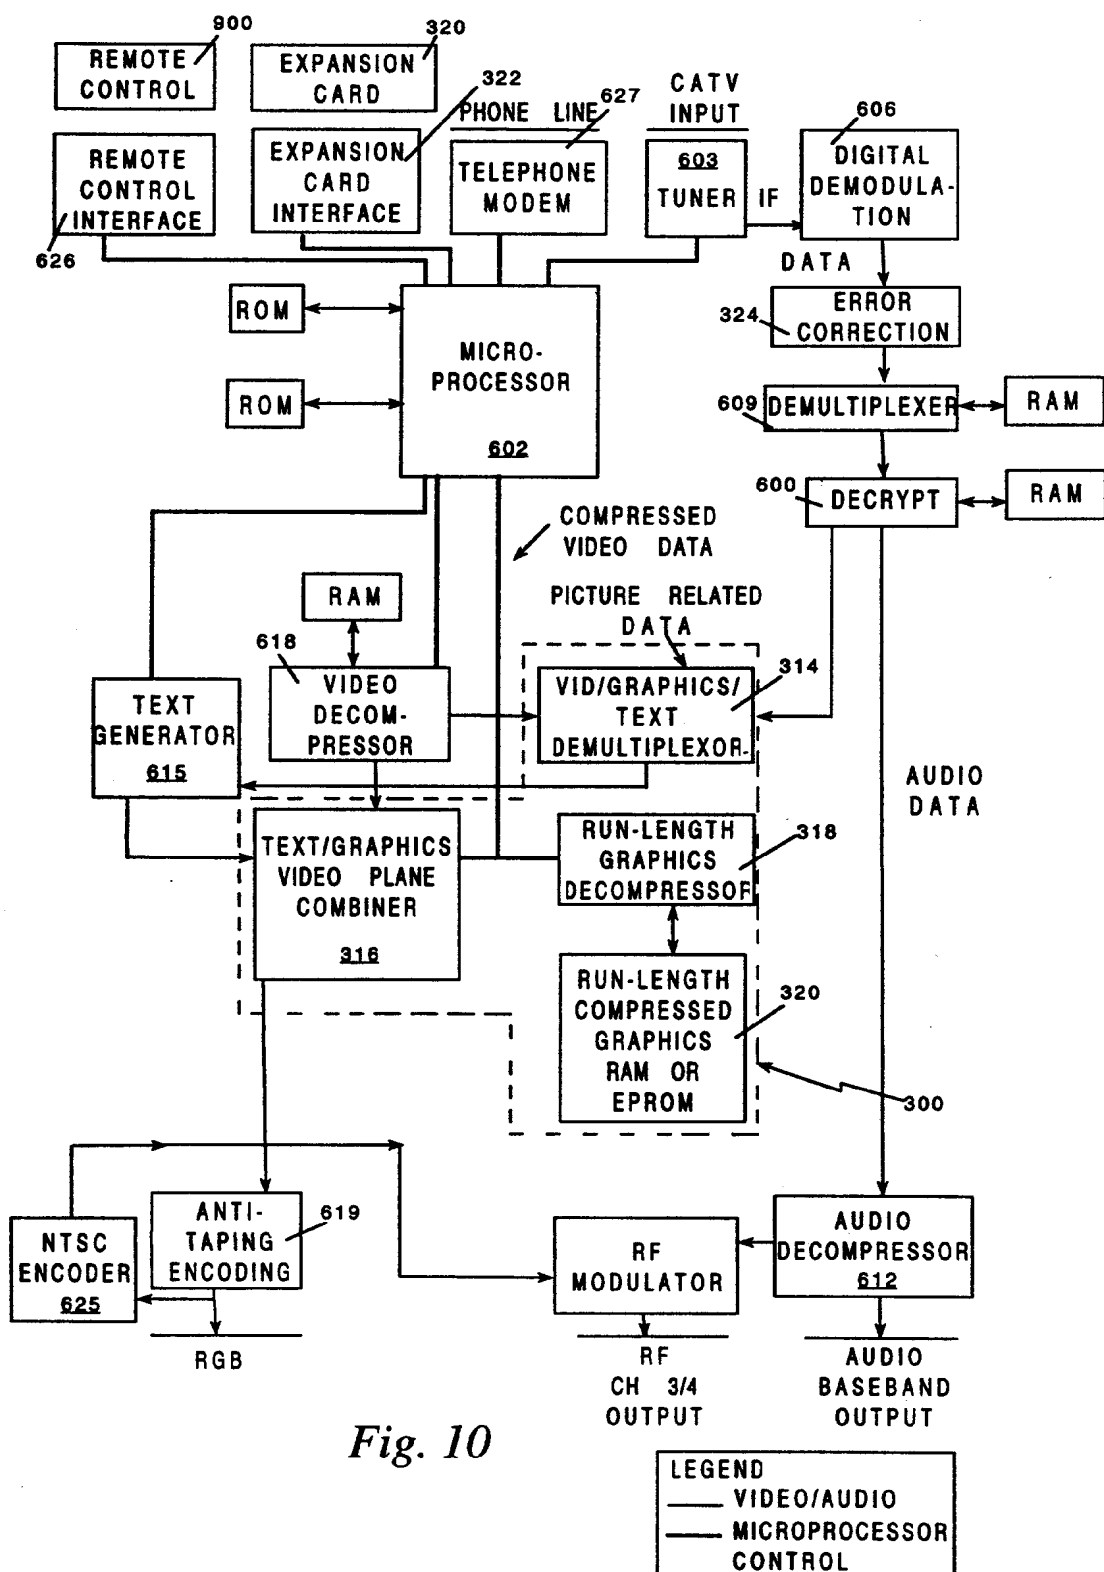 900
REMOTE
CONTROL
320
EXPANSION
CARD
REMOTE
CONTROL
INTERFACE
626
322
EXPANSION
CARD
INTERFACE
PHONE LINE
627
TELEPHONE
MODEM
CATV
INPUT
603
TUNER
IF
606
DIGITAL
DEMODULA-
TION
DATA
324
ERROR
CORRECTION
ROM
ROM
MICRO-
PROCESSOR
602
609
DEMULTIPLEXER
RAM
600
DECRYPT
RAM
COMPRESSED
VIDEO DATA
RAM
PICTURE RELATED
DATA
618
VIDEO
DECOM-
PRESSOR
314
VID/GRAPHICS/
TEXT
DEMULTIPLEXOR
TEXT
GENERATOR
615
AUDIO
DATA
TEXT/GRAPHICS
VIDEO PLANE
COMBINER
316
RUN-LENGTH
GRAPHICS
DECOMPRESSOR
318
RUN-LENGTH
COMPRESSED
GRAPHICS
RAM OR
EPROM
320
300
NTSC
ENCODER
625
ANTI-
TAPING
ENCODING
619
RF
MODULATOR
AUDIO
DECOMPRESSOR
612
RGB
RF
CH 3/4
OUTPUT
AUDIO
BASEBAND
OUTPUT
Fig. 10
LEGEND
VIDEO/AUDIO
MICROPROCESSOR
CONTROL